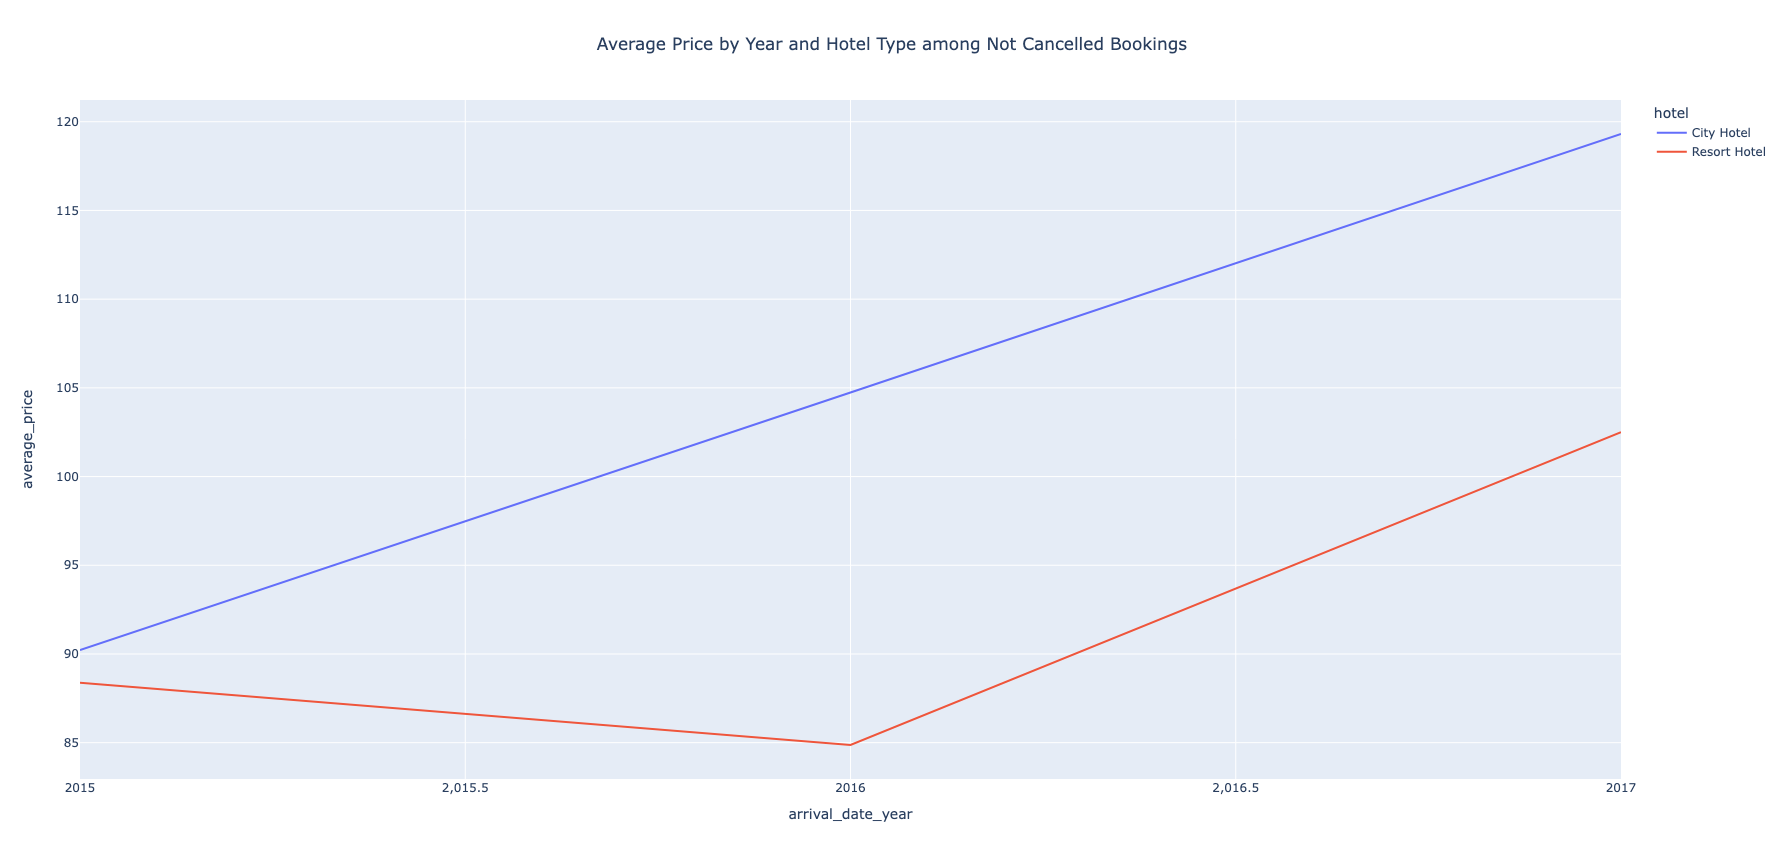 Average Price by Year and Hotel Type among Not Cancelled Bookings
hotel
City Hotel
Resort Hotel
average_price
120
115
110
105
100
95
90
85
2015
2,015.5
2016
2,016.5
2017
arrival_date_year